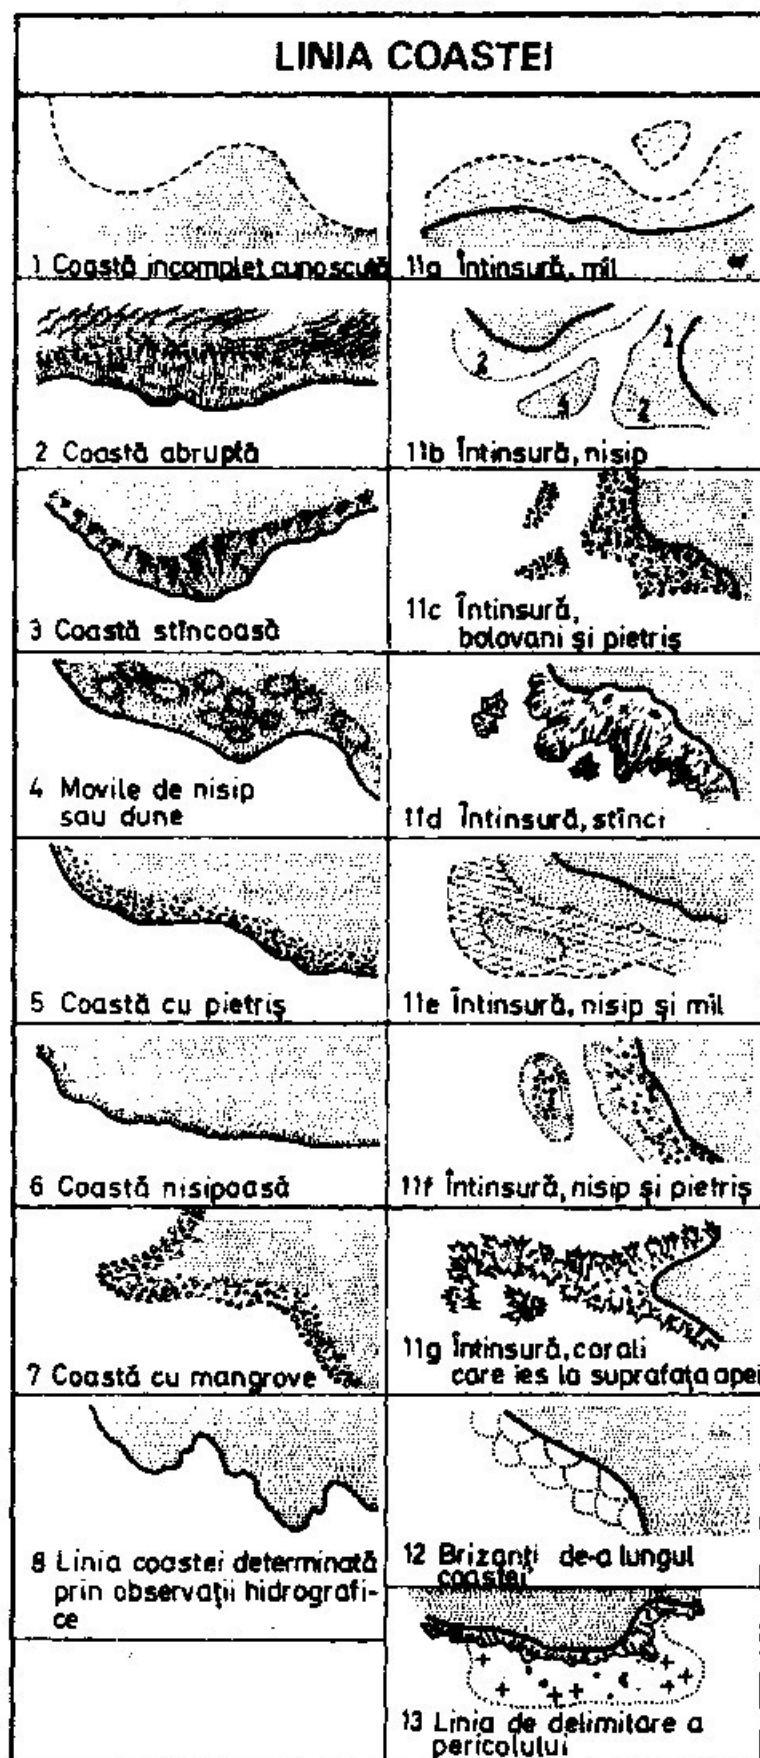 LINIA COASTEI
1 Coastă incomplet cunoscută
2 Coastă abruptă
3 Coastă stîncoasă
4 Movile de nisip
sau dune
5 Coastă cu pietriș
6 Coastă nisipoasă
7 Coastă cu mangrove
8 Linia coastei determinată
prin observații hidrografi-
ce
11a Întinsură, mîl
2
4
2
1
11b Întinsură, nisip
11c Întinsură,
bolovani și pietriș
11d Întinsură, stînci
11e Întinsură, nisip și mîl
11f Întinsură, nisip și pietriș
11g Întinsură, corali
care ies la suprafața apei
12 Brizanți de-a lungul
coastei
13 Linia de delimitare a
pericolului